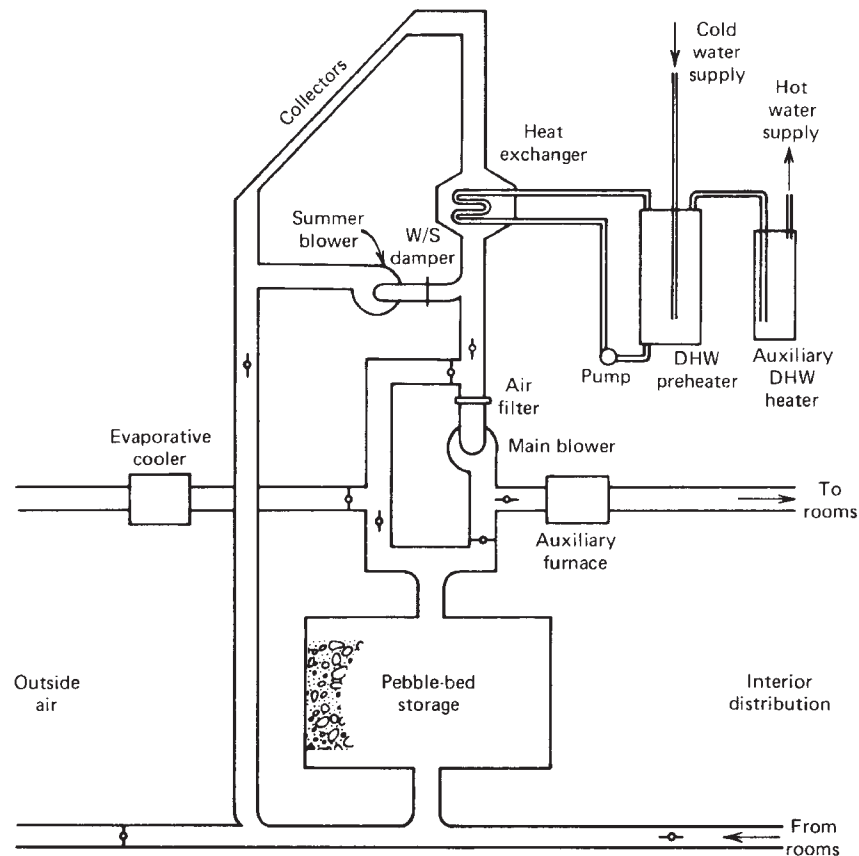 Cold
water
supply
Hot
water
supply
Collectors
Heat
exchanger
Summer
blower
W/S
damper
Pump
DHW
preheater
Auxiliary
DHW
heater
Air
filter
Evaporative
cooler
Main blower
To
rooms
Auxiliary
furnace
Outside
air
Pebble-bed
storage
Interior
distribution
From
rooms